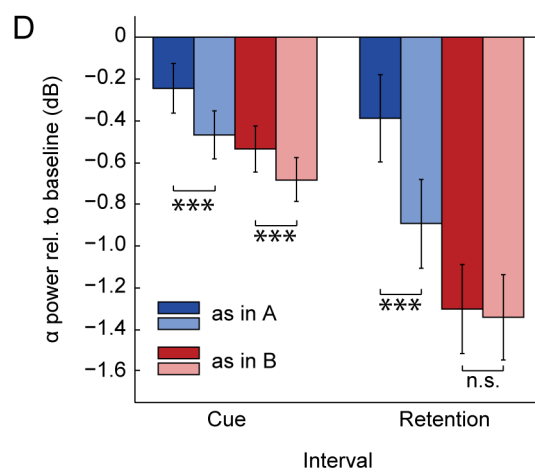 D
α power rel. to baseline (dB)
0
−0.2
−0.4
−0.6
−0.8
−1.0
−1.2
−1.4
−1.6
***
***
***
n.s.
as in A
as in B
Cue
Retention
Interval